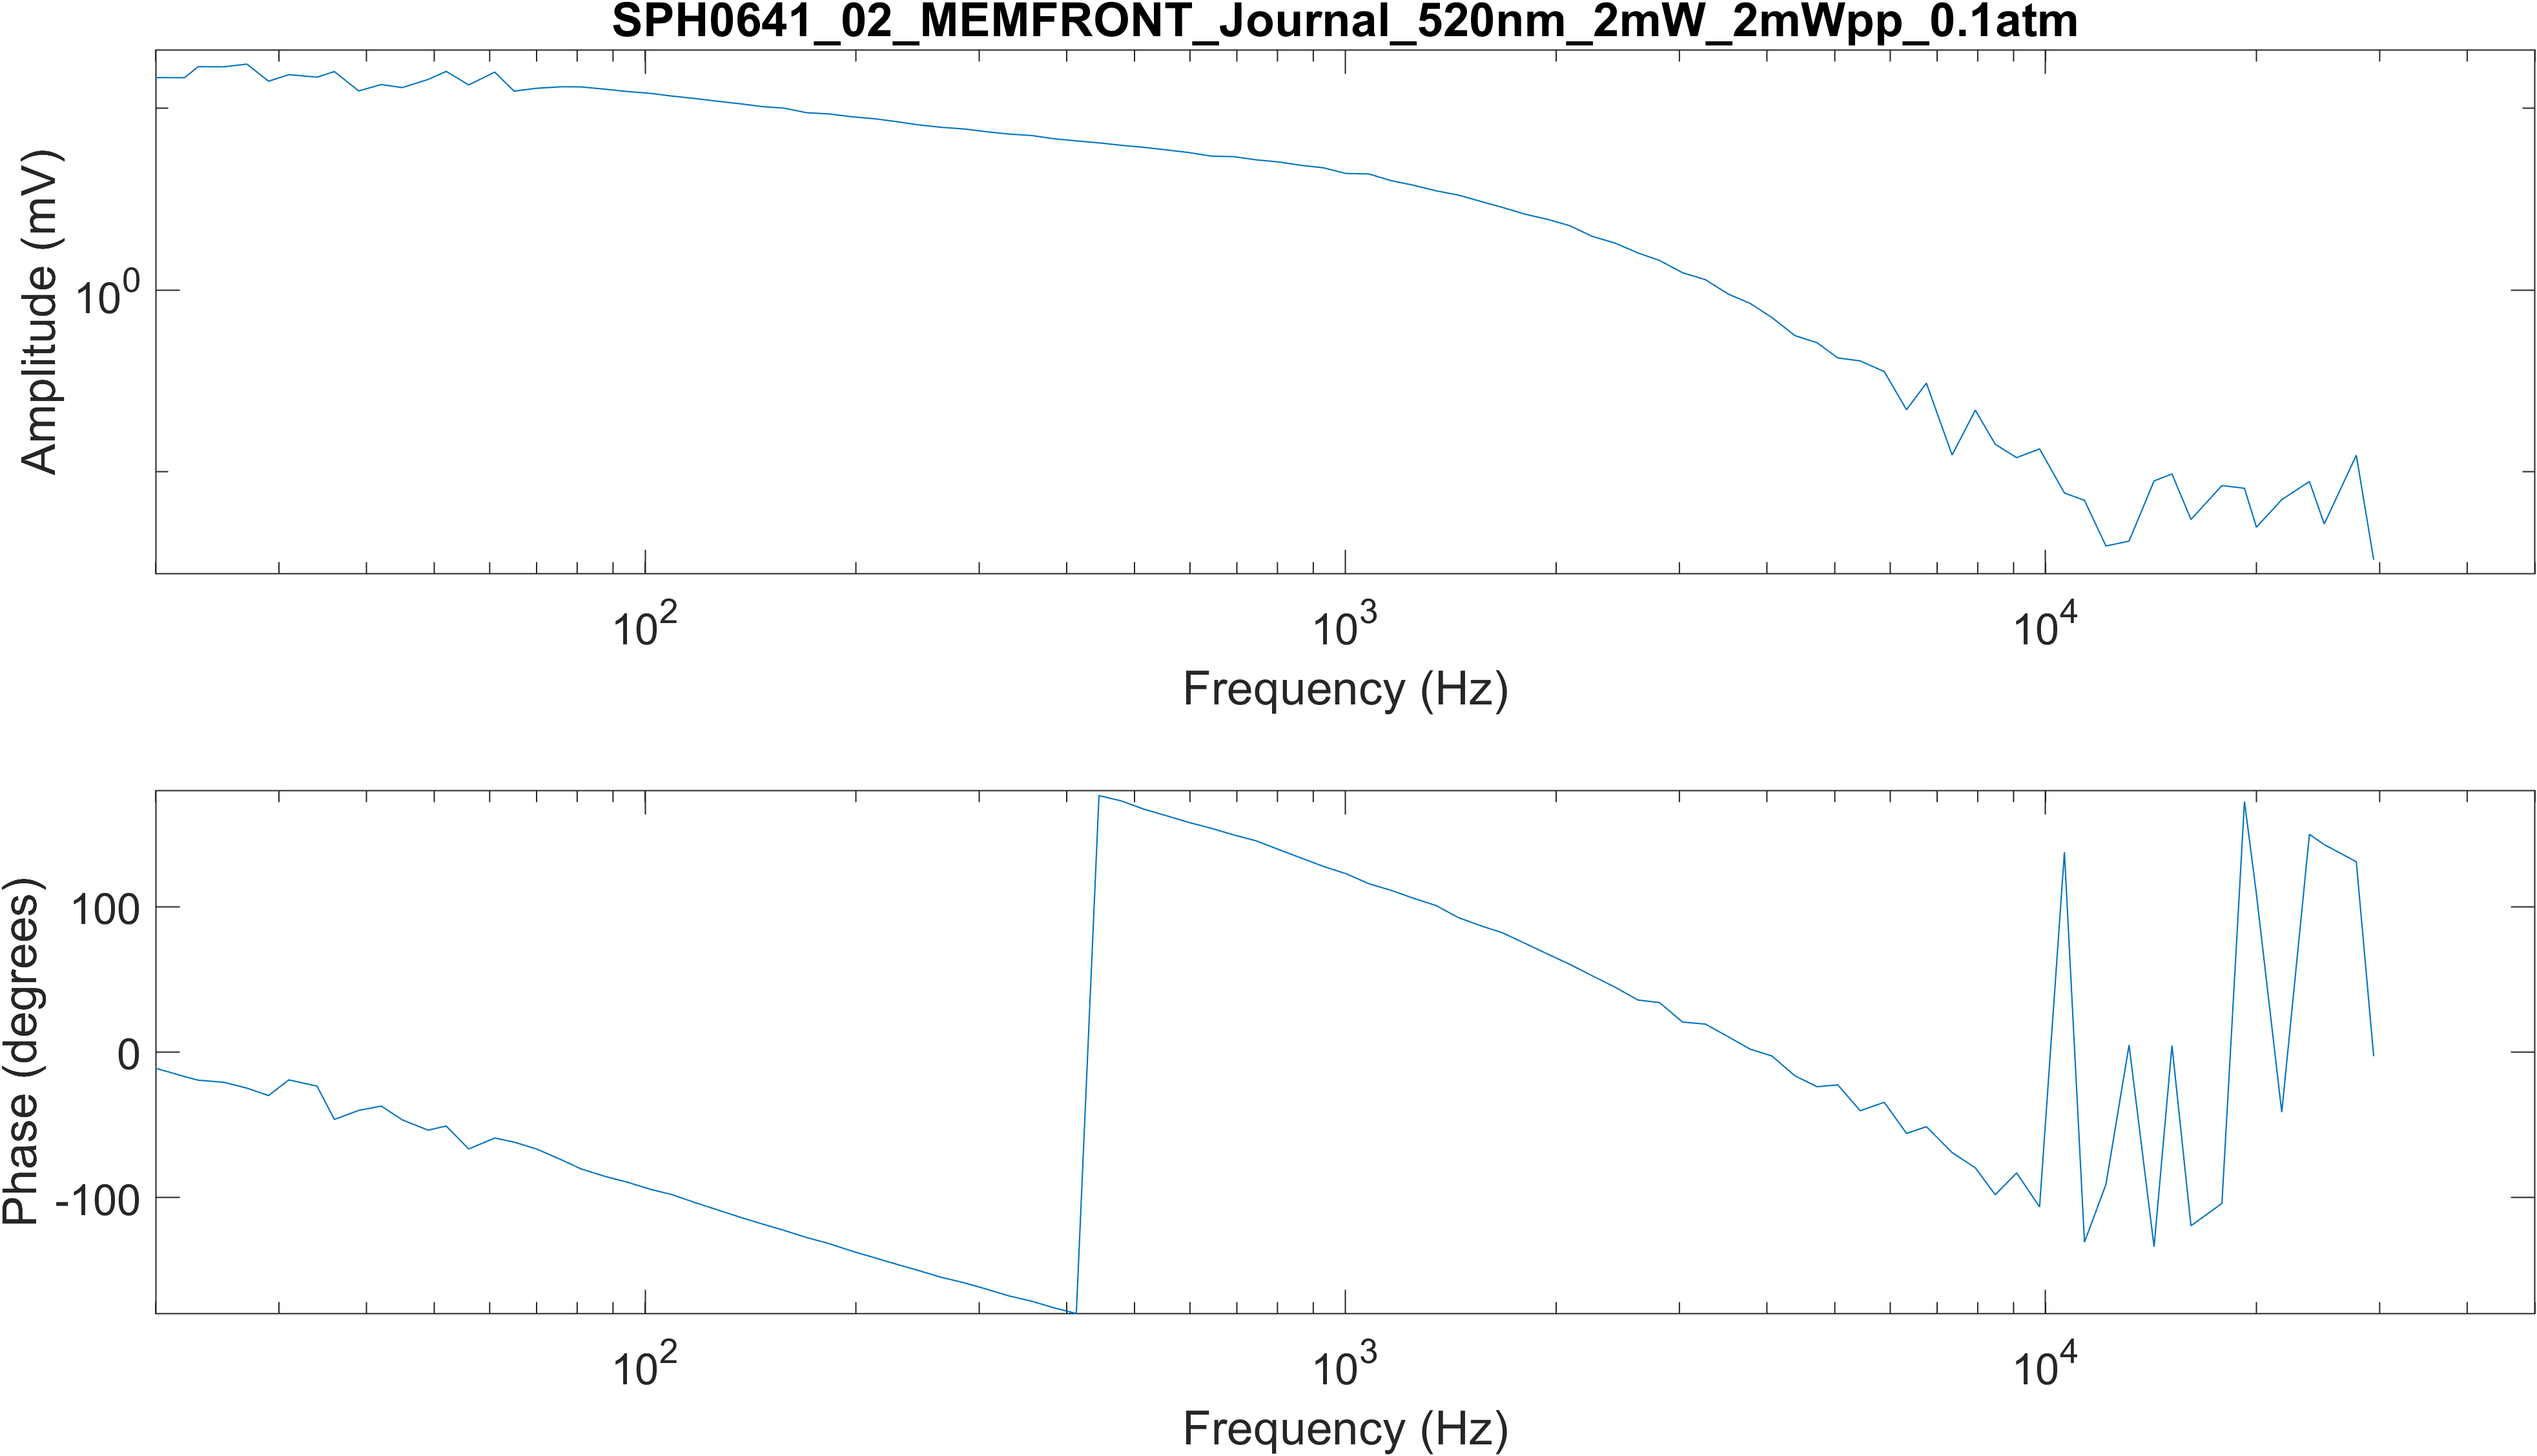 SPH0641_02_MEMFRONT_Journal_520nm_2mW_2mWpp_0.1atm
Amplitude (mV)
10^0
10^2 10^3 10^4
Frequency (Hz)
Phase (degrees)
100
0
-100
10^2 10^3 10^4
Frequency (Hz)